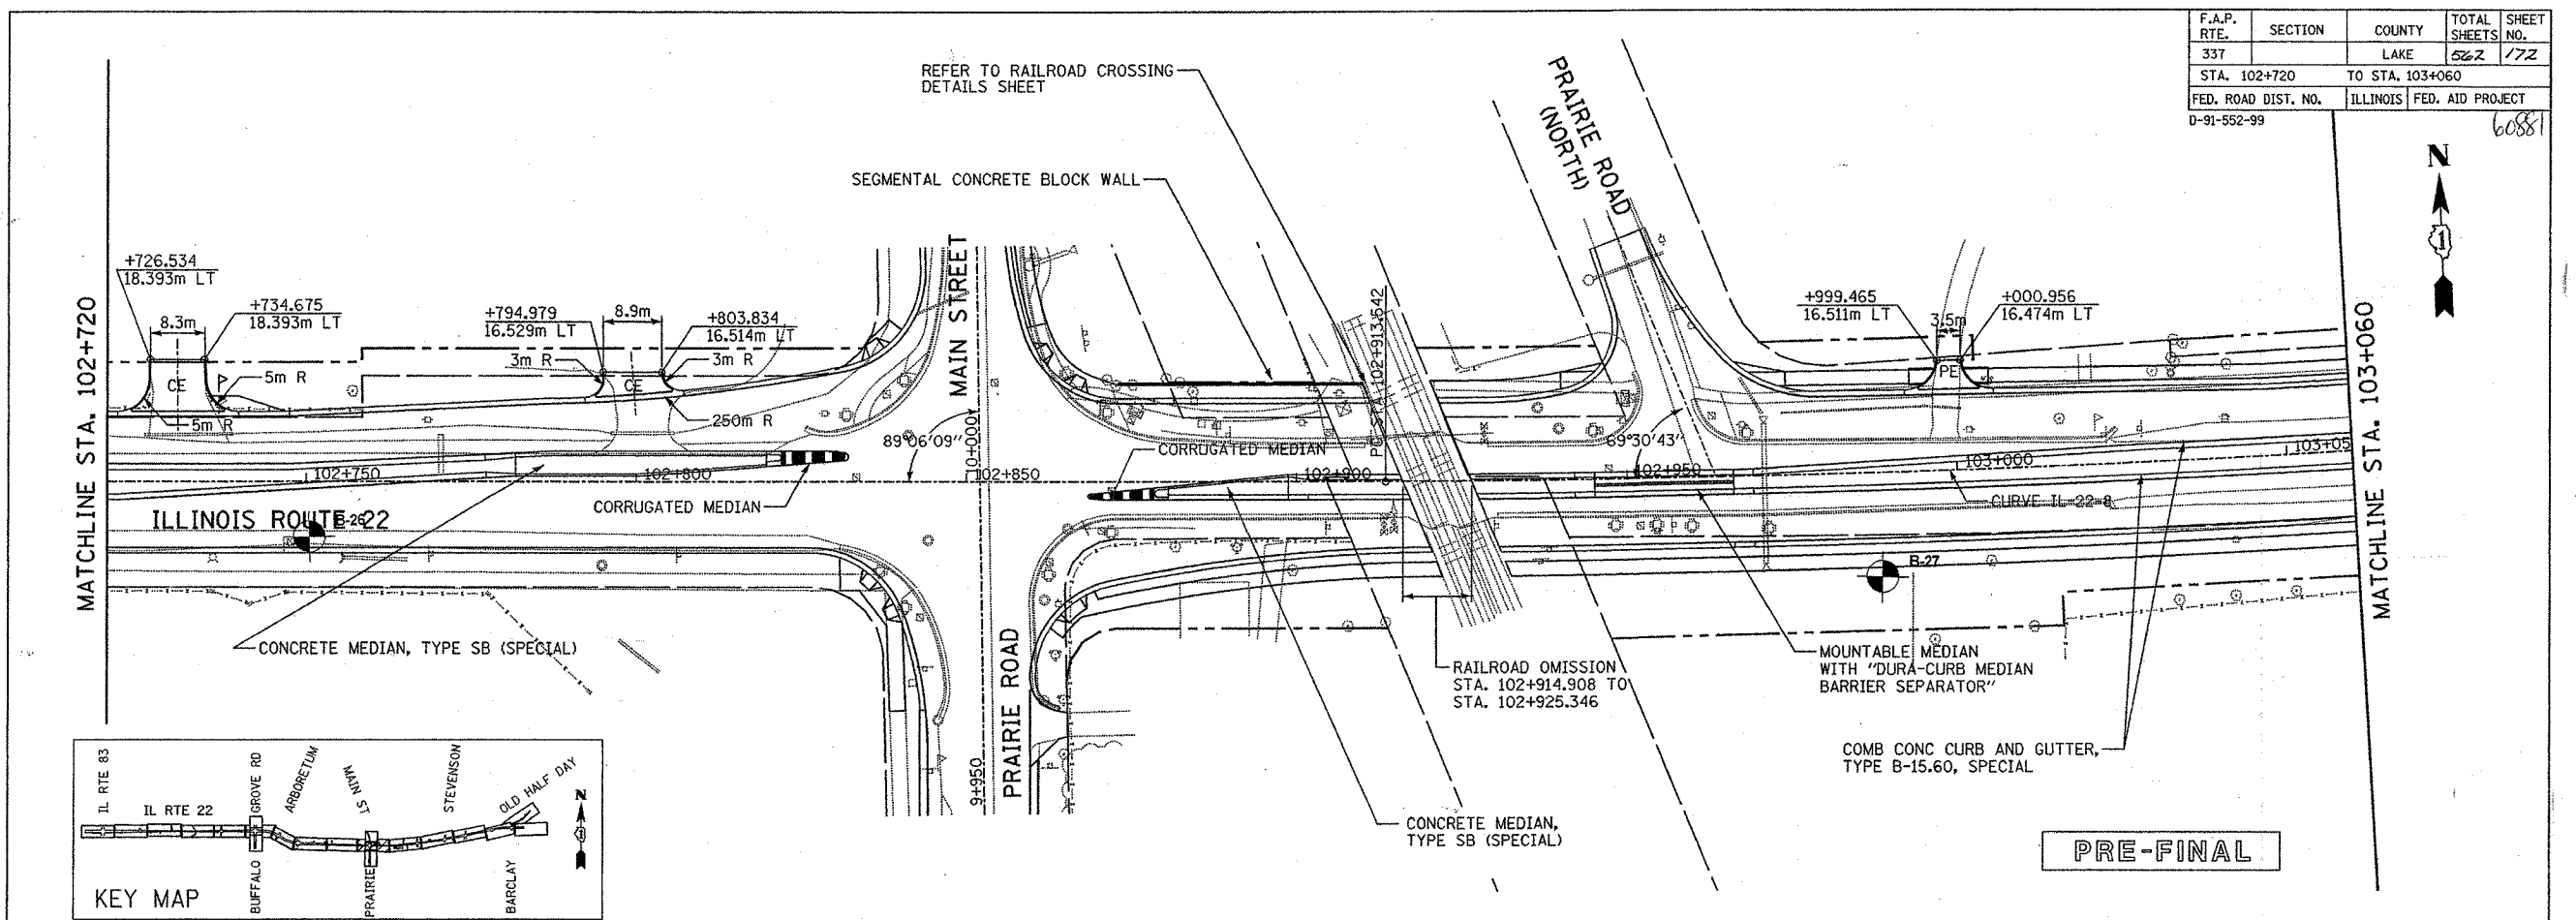 F.A.P. RTE. SECTION COUNTY TOTAL SHEETS SHEET NO.
337 LAKE 562 172
STA. 102+720 TO STA. 103+060
FED. ROAD DIST. NO. ILLINOIS FED. AID PROJECT
D-91-552-99
60881
N
1
REFER TO RAILROAD CROSSING
DETAILS SHEET
SEGMENTAL CONCRETE BLOCK WALL
PRAIRIE ROAD
(NORTH)
MATCHLINE STA. 102+720
+726.534
18.393m LT
8.3m
+734.675
18.393m LT
CE
5m R
5m R
+794.979
16.529m LT
8.9m
+803.834
16.514m LT
3m R
3m R
CE
250m R
MAIN STREET
89°06'09"
10+000
PC STA 102+913.542
69°30'43"
+999.465
16.511m LT
+000.956
16.474m LT
3.5m
PE
MATCHLINE STA. 103+060
102+750
102+800
102+850
102+900
102+950
103+000
103+05
CORRUGATED MEDIAN
CORRUGATED MEDIAN
CURVE IL-22-8
ILLINOIS ROUTE 22
B-26
B-27
CONCRETE MEDIAN, TYPE SB (SPECIAL)
PRAIRIE ROAD
9+950
RAILROAD OMISSION
STA. 102+914.908 TO
STA. 102+925.346
MOUNTABLE MEDIAN
WITH "DURA-CURB MEDIAN
BARRIER SEPARATOR"
COMB CONC CURB AND GUTTER,
TYPE B-15.60, SPECIAL
CONCRETE MEDIAN,
TYPE SB (SPECIAL)
PRE-FINAL
IL RTE 83
IL RTE 22
GROVE RD
ARBORETUM
MAIN ST
STEVENSON
OLD HALF DAY
N
BUFFALO
PRAIRIE
BARCLAY
KEY MAP